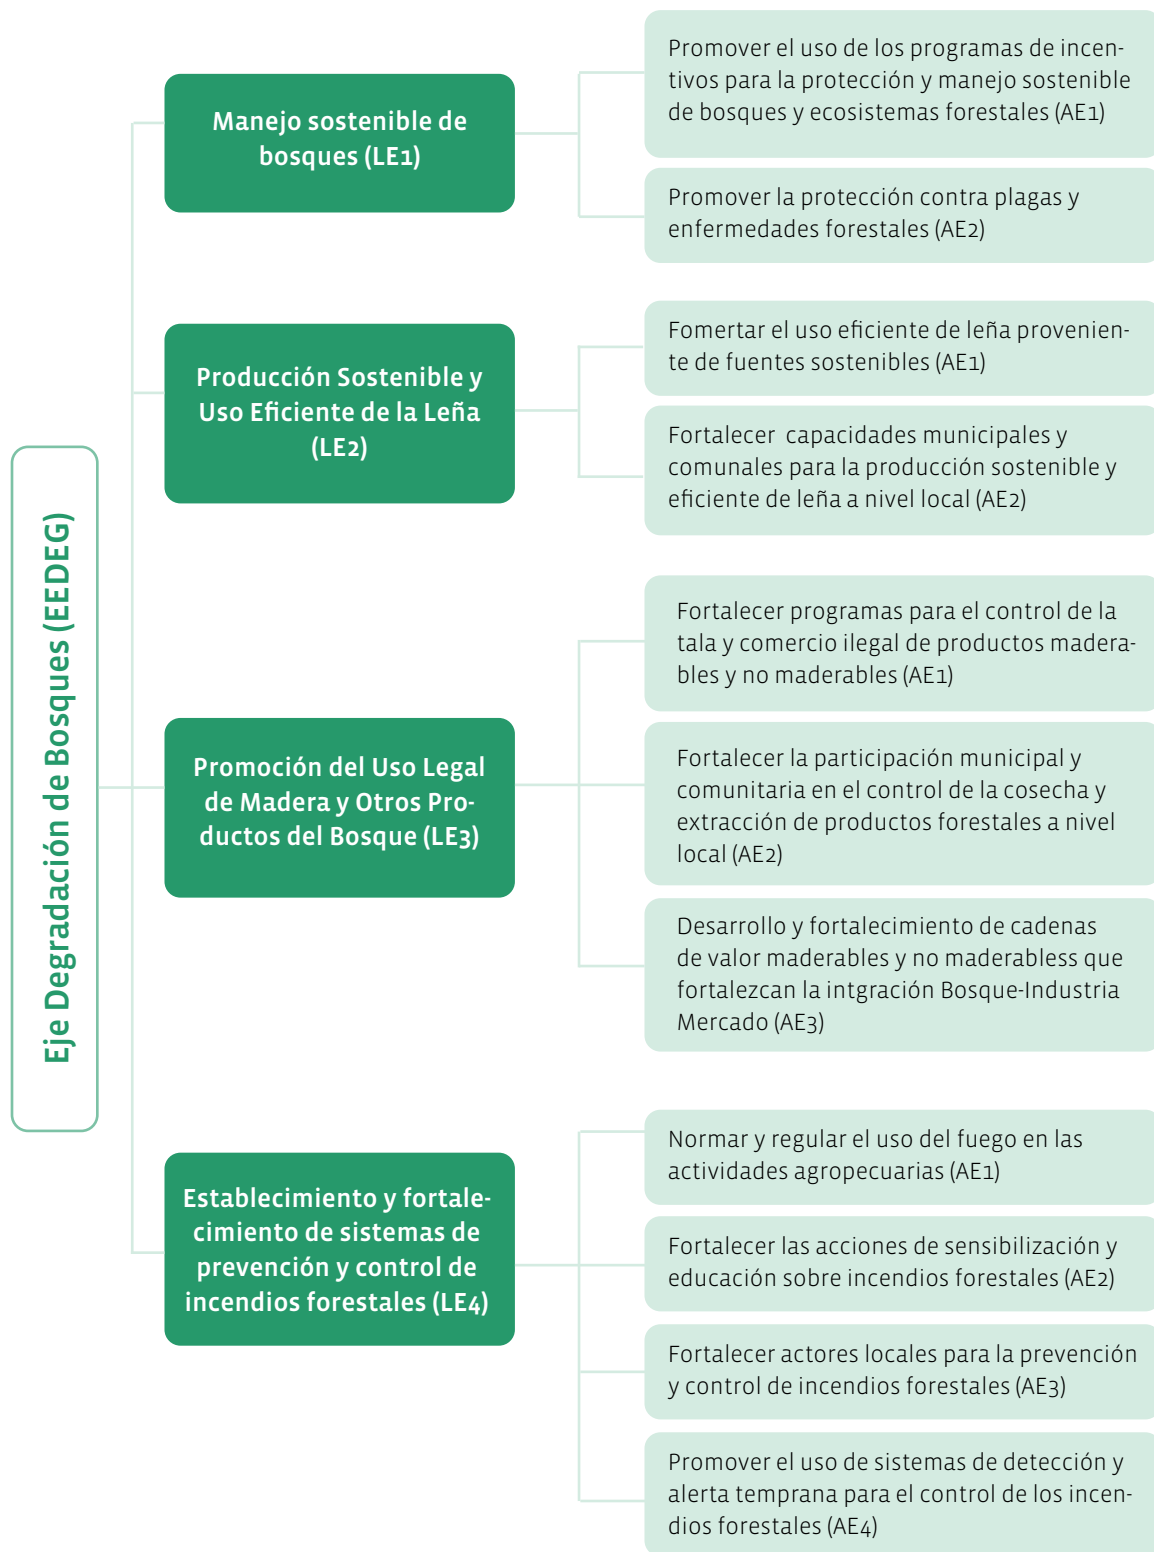 Eje Degradación de Bosques (EEDEG)
Manejo sostenible de
bosques (LE1)
Promover el uso de los programas de incen-
tivos para la protección y manejo sostenible
de bosques y ecosistemas forestales (AE1)
Promover la protección contra plagas y
enfermedades forestales (AE2)
Producción Sostenible y
Uso Eficiente de la Leña
(LE2)
Fomertar el uso eficiente de leña provenien-
te de fuentes sostenibles (AE1)
Fortalecer capacidades municipales y
comunales para la producción sostenible y
eficiente de leña a nivel local (AE2)
Promoción del Uso Legal
de Madera y Otros Pro-
ductos del Bosque (LE3)
Fortalecer programas para el control de la
tala y comercio ilegal de productos madera-
bles y no maderables (AE1)
Fortalecer la participación municipal y
comunitaria en el control de la cosecha y
extracción de productos forestales a nivel
local (AE2)
Desarrollo y fortalecimiento de cadenas
de valor maderables y no maderabless que
fortalezcan la intgración Bosque-Industria
Mercado (AE3)
Establecimiento y fortale-
cimiento de sistemas de
prevención y control de
incendios forestales (LE4)
Normar y regular el uso del fuego en las
actividades agropecuarias (AE1)
Fortalecer las acciones de sensibilización y
educación sobre incendios forestales (AE2)
Fortalecer actores locales para la prevención
y control de incendios forestales (AE3)
Promover el uso de sistemas de detección y
alerta temprana para el control de los incen-
dios forestales (AE4)